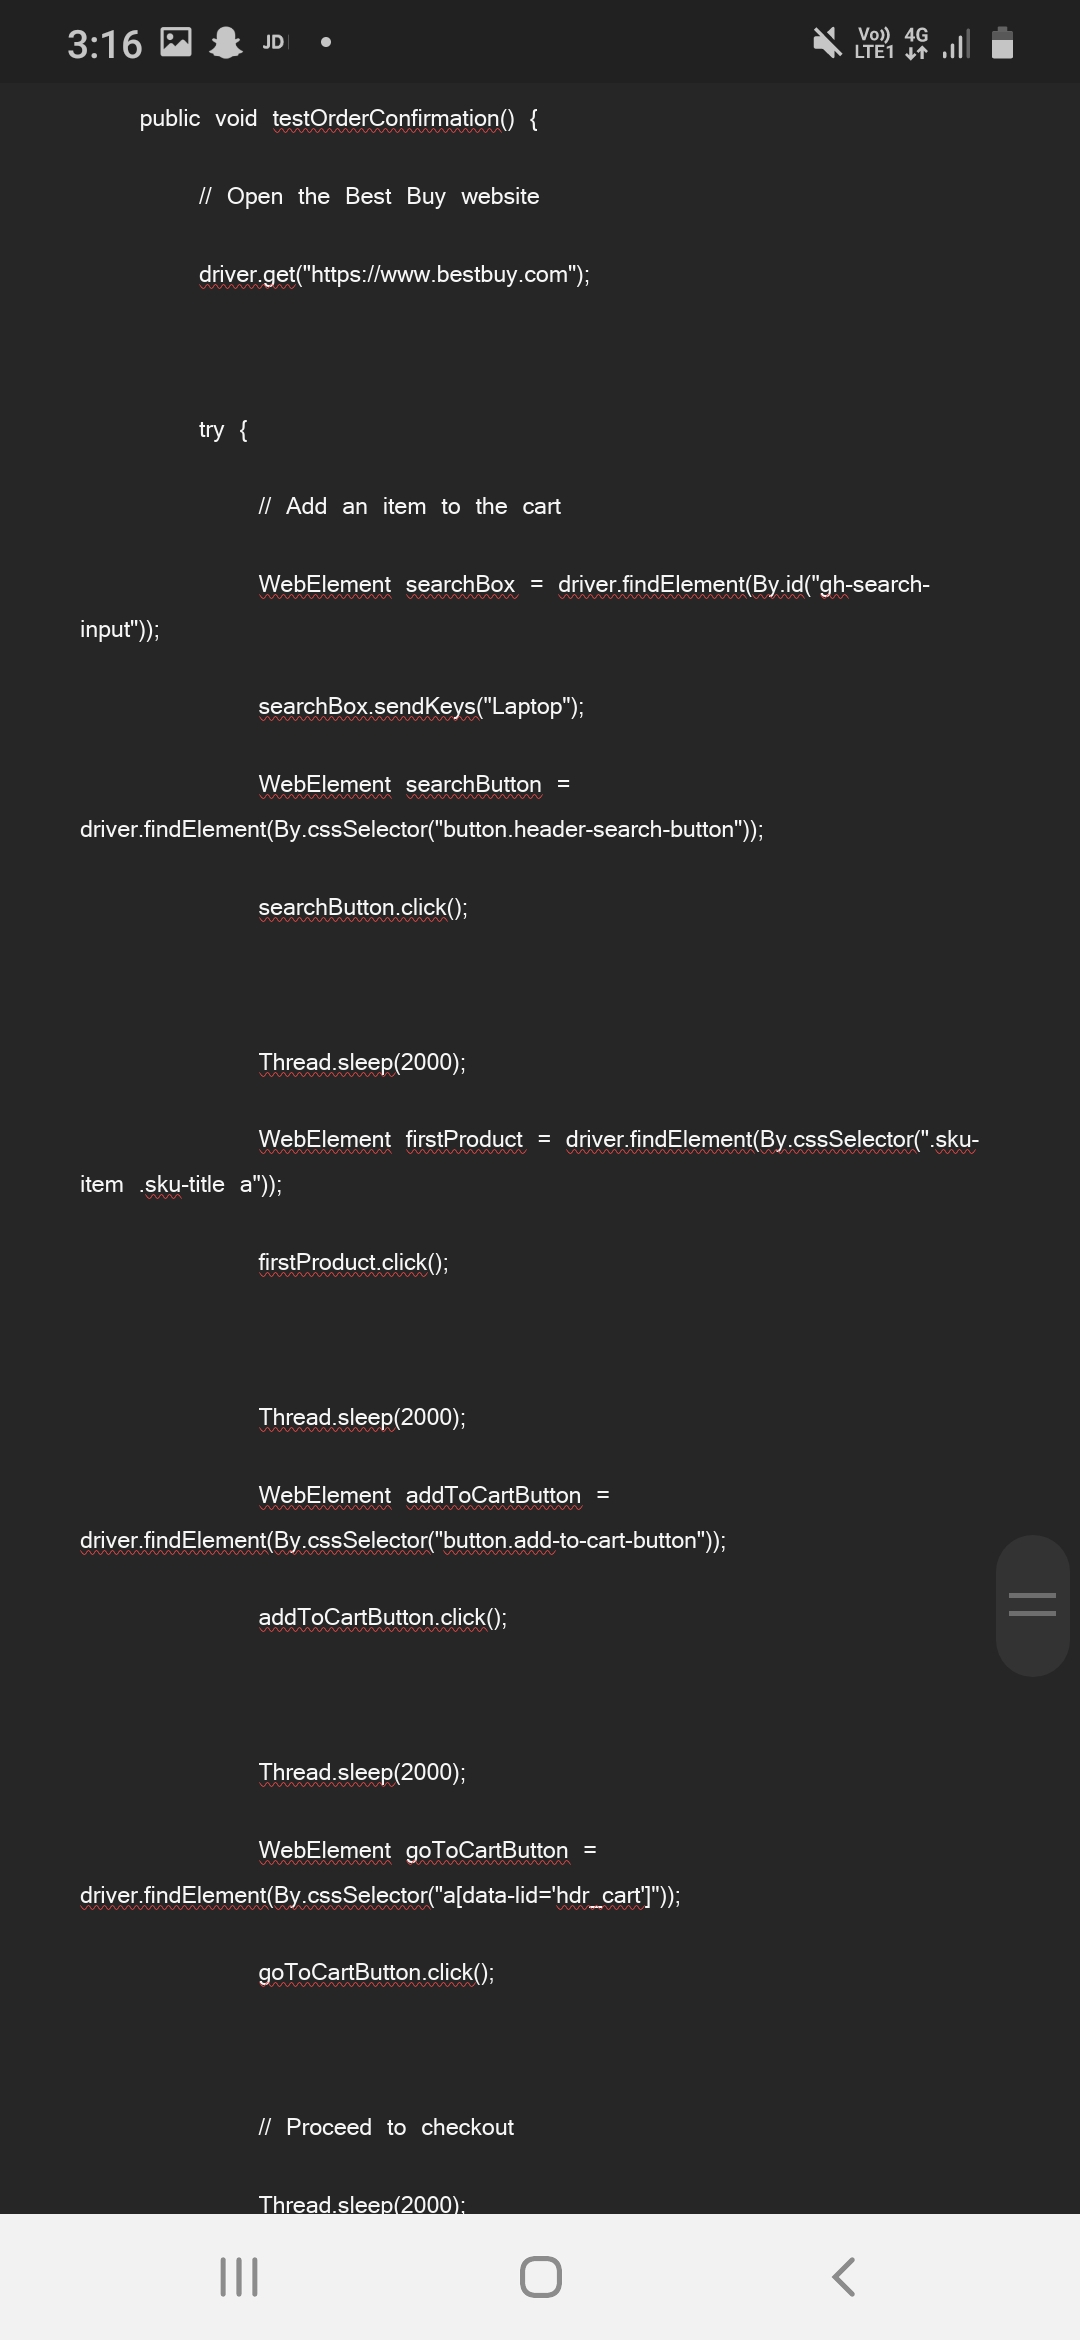 3:16 JD Vo)) LTE1 4G
public void testOrderConfirmation() {
// Open the Best Buy website
driver.get("https://www.bestbuy.com");
try {
// Add an item to the cart
WebElement searchBox = driver.findElement(By.id("gh-search-
input"));
searchBox.sendKeys("Laptop");
WebElement searchButton =
driver.findElement(By.cssSelector("button.header-search-button"));
searchButton.click();
Thread.sleep(2000);
WebElement firstProduct = driver.findElement(By.cssSelector(".sku-
item .sku-title a"));
firstProduct.click();
Thread.sleep(2000);
WebElement addToCartButton =
driver.findElement(By.cssSelector("button.add-to-cart-button"));
addToCartButton.click();
Thread.sleep(2000);
WebElement goToCartButton =
driver.findElement(By.cssSelector("a[data-lid='hdr_cart']"));
goToCartButton.click();
// Proceed to checkout
Thread.sleep(2000);